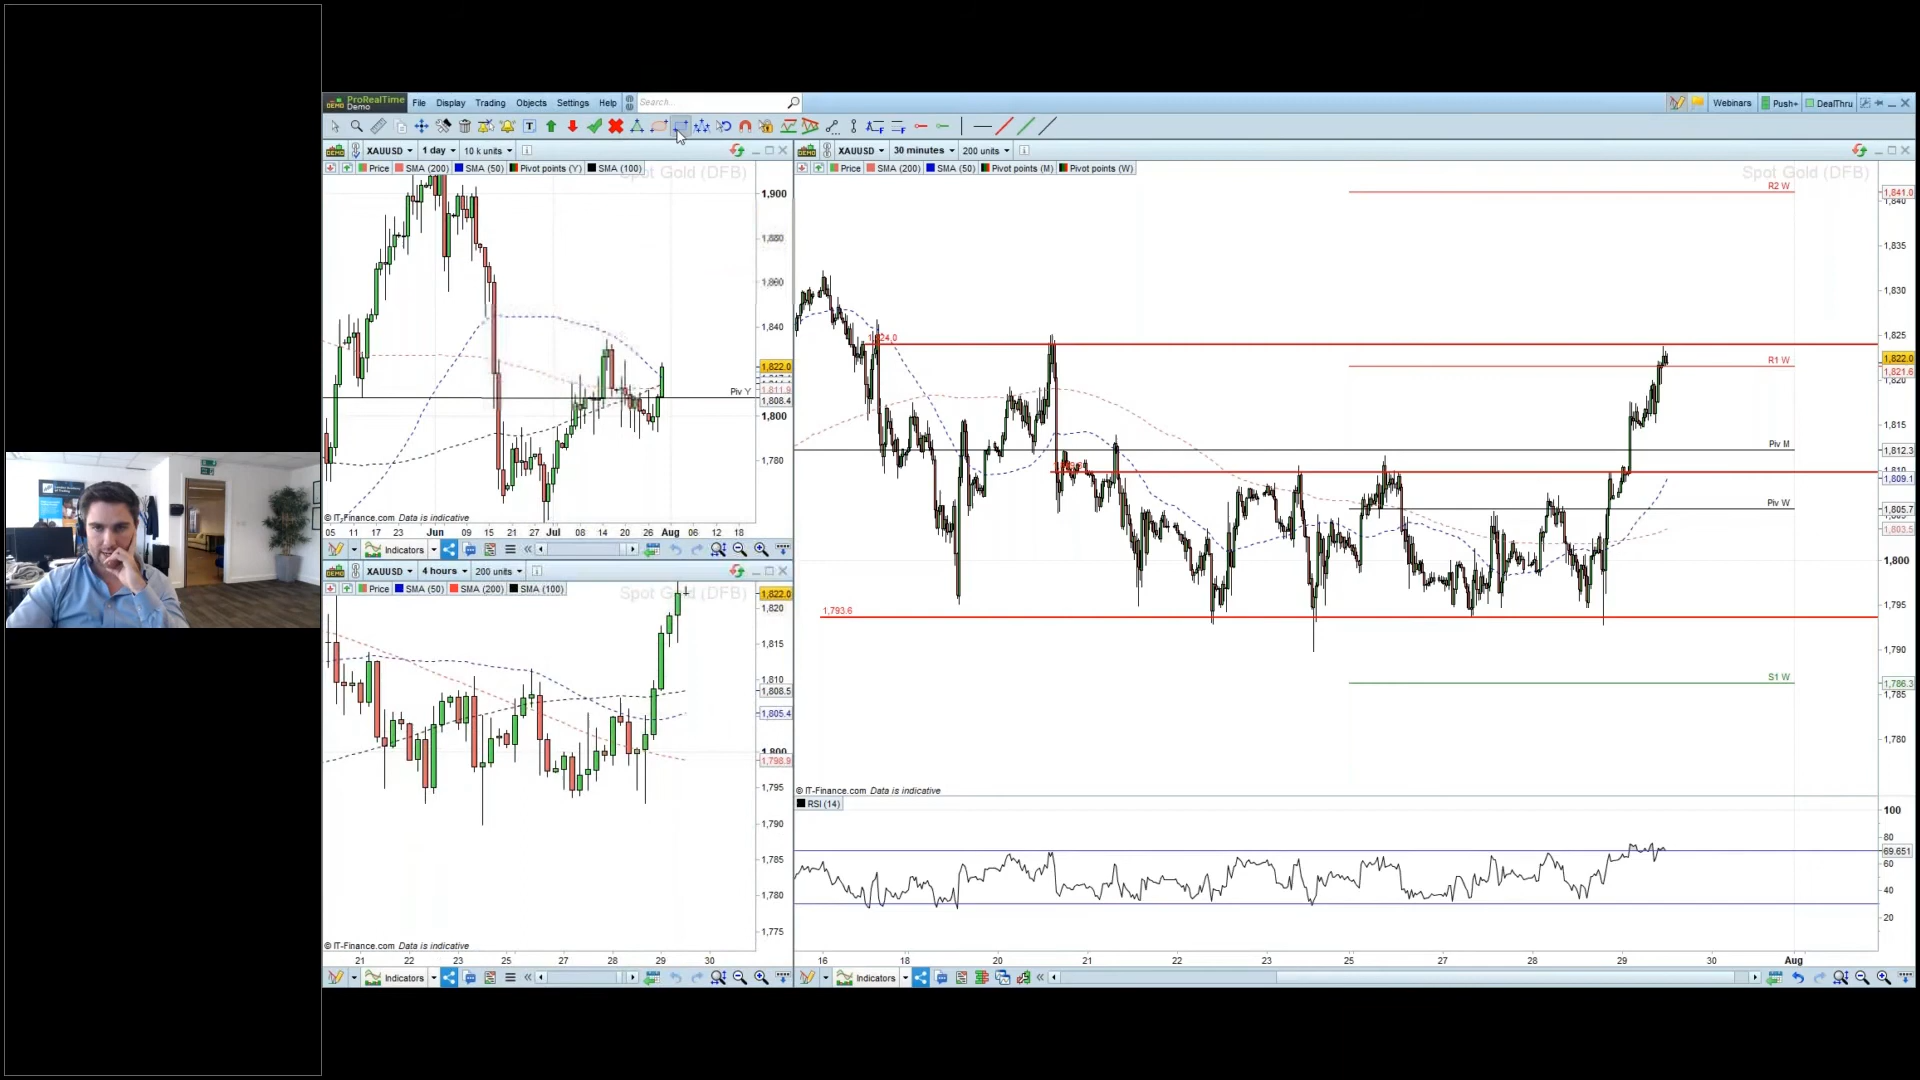 ProRealTime
Demo
File Display Trading Objects Settings Help Search...
Webinars Push+ DealThru
XAUUSD 1 day 10 k units
Price SMA (200) SMA (50) Pivot points (Y) SMA (100)
Spot Gold (DFB)
1,900
1,860
1,840
1,822.0
1,811.9
Piv Y
1,808.4
1,800
1,780
© IT-Finance.com Data is indicative
05 11 17 23 Jun 09 15 21 Jul 08 14 20 26 Aug 06 12 18
Indicators
XAUUSD 4 hours 200 units
Price SMA (50) SMA (200) SMA (100)
Spot Gold (DFB)
1,822.0
1,820
1,815
1,810
1,808.5
1,805.4
1,800
1,798.9
1,795
1,790
1,785
1,780
1,775
© IT-Finance.com Data is indicative
21 22 23 25 27 28 29 30
Indicators
XAUUSD 30 minutes 200 units
Price SMA (200) SMA (50) Pivot points (M) Pivot points (W)
Spot Gold (DFB)
R2 W
1,841.0
1,840
1,835
1,830
1,825
R1 W
1,822.0
1,821.6
1,820
1,815
Piv M
1,812.3
1,810
1,809.1
Piv W
1,805.7
1,803.5
1,800
1,793.6
1,795
1,790
S1 W
1,786.3
1,785
1,780
© IT-Finance.com Data is indicative
RSI (14)
100
80
69.651
60
40
20
16 18 20 21 22 23 25 27 28 29 30 Aug
Indicators